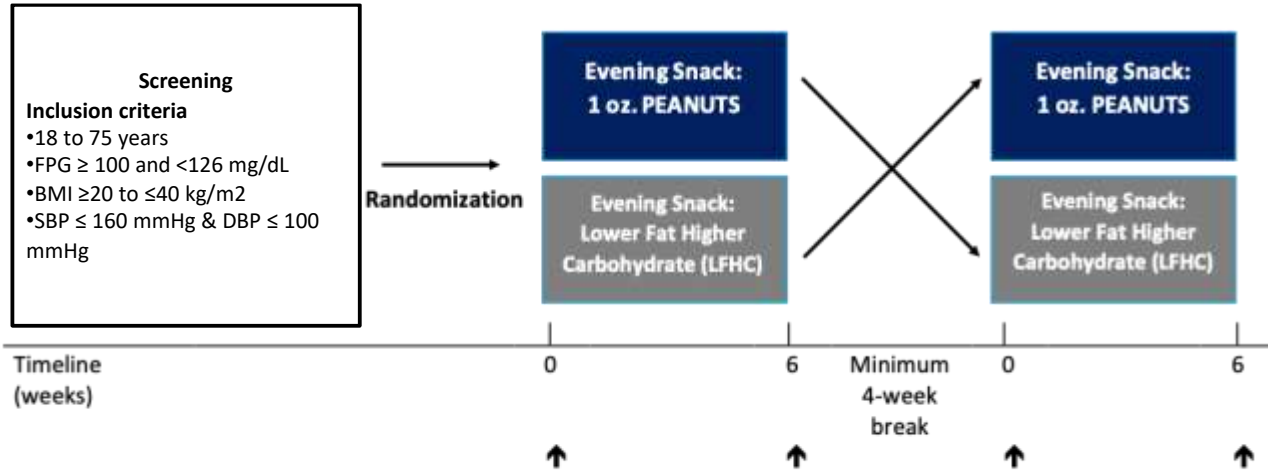 Screening
Inclusion criteria
•18 to 75 years
•FPG ≥ 100 and <126 mg/dL
•BMI ≥20 to ≤40 kg/m2
•SBP ≤ 160 mmHg & DBP ≤ 100
mmHg
Randomization
Evening Snack:
1 oz. PEANUTS
Evening Snack:
Lower Fat Higher
Carbohydrate (LFHC)
Evening Snack:
1 oz. PEANUTS
Evening Snack:
Lower Fat Higher
Carbohydrate (LFHC)
Timeline
(weeks)
0
6
Minimum
4-week
break
0
6